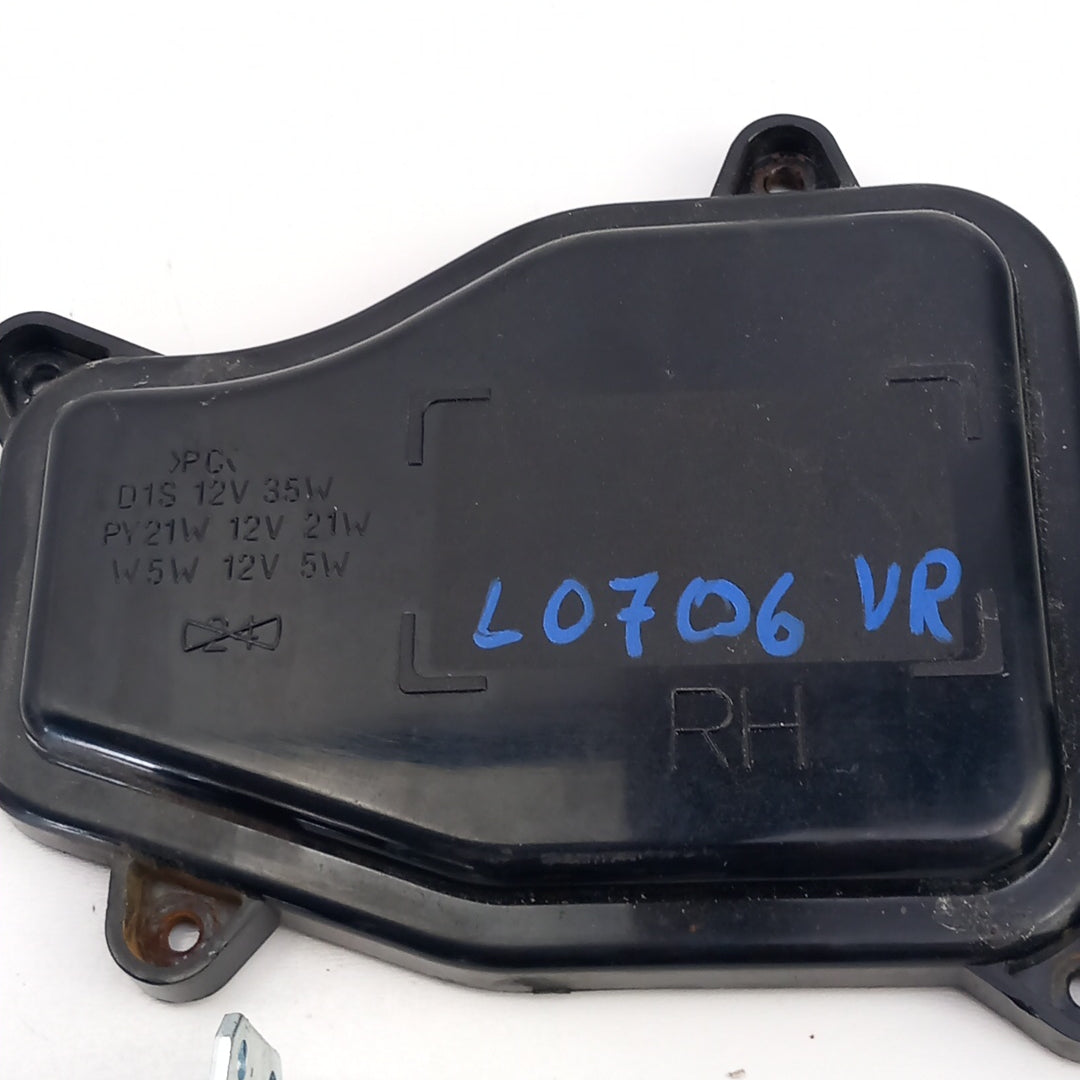 >PC<
D1S 12V 35W
PY21W 12V 21W
W5W 12V 5W
24
L0706 VR
RH